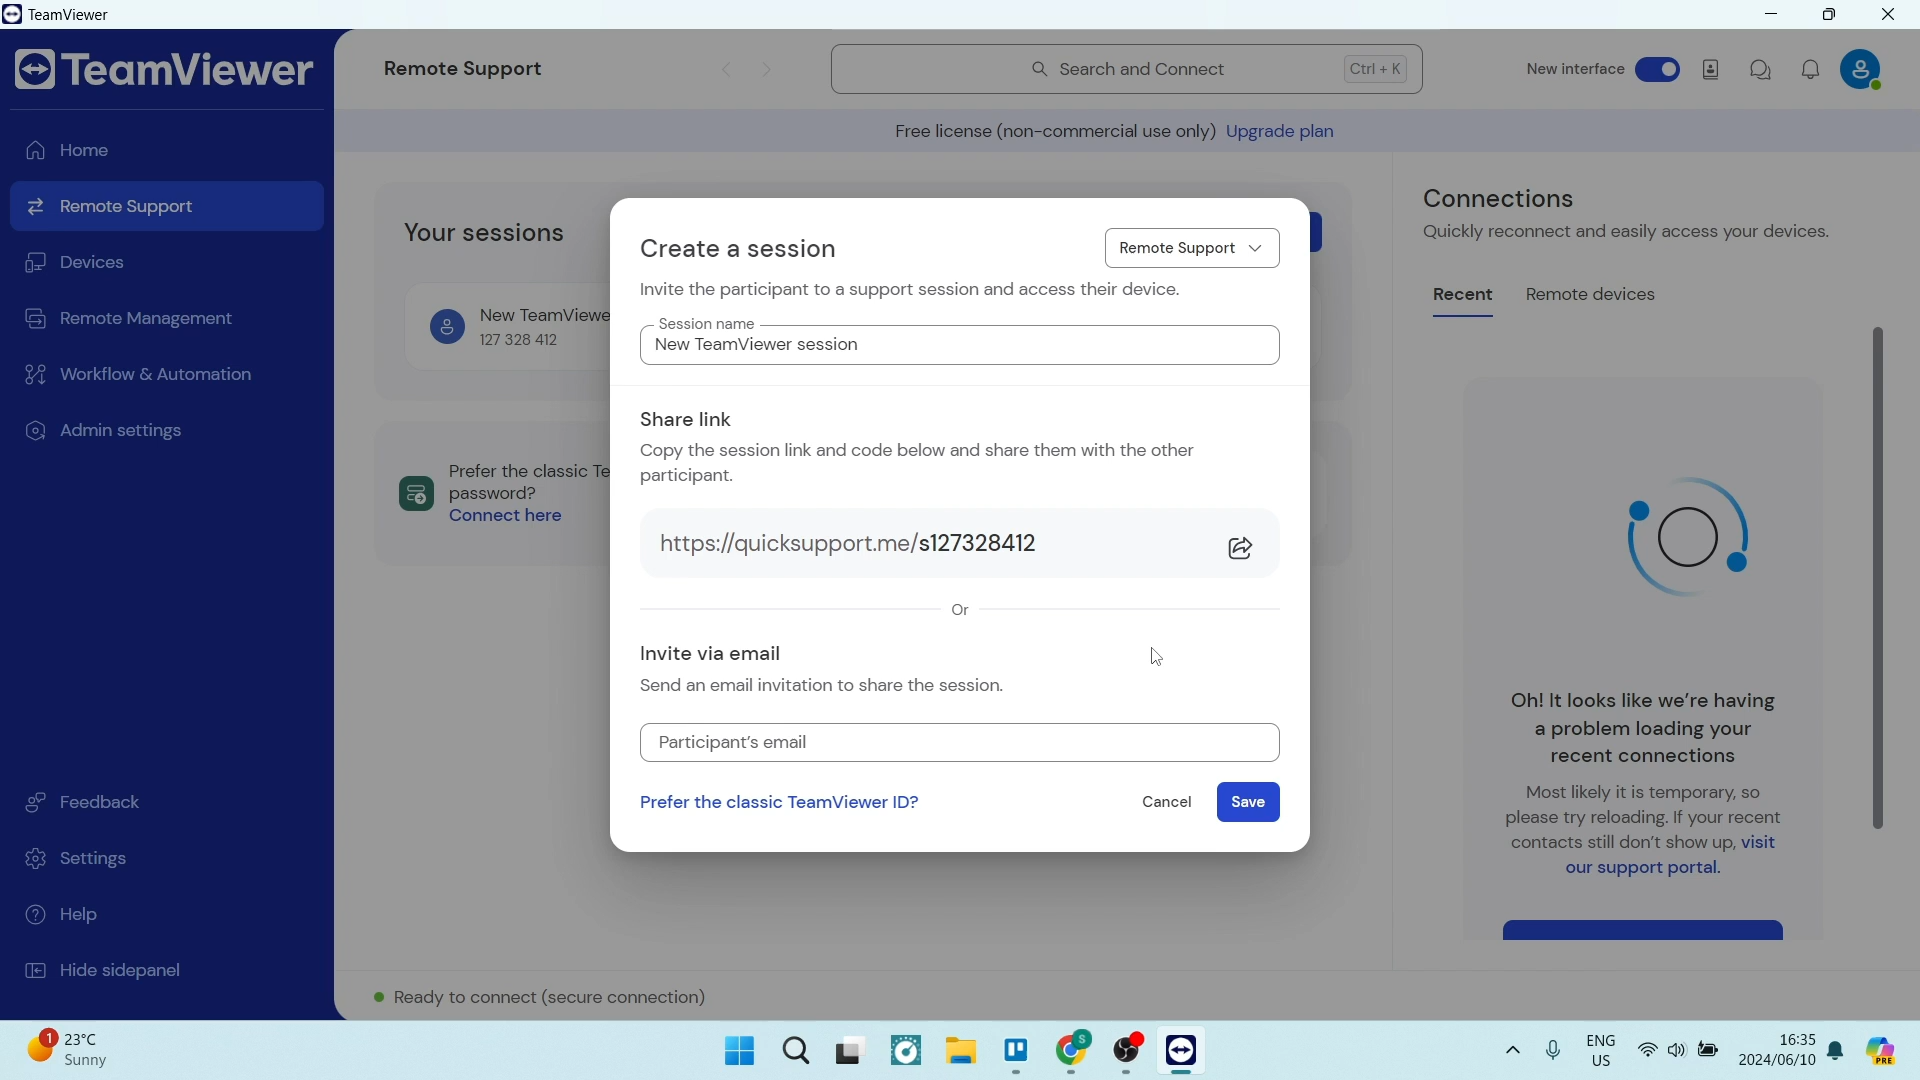 TeamViewer
TeamViewer
Remote Support
Search and Connect
Ctrl + K
New interface
Free license (non-commercial use only) Upgrade plan
Home
Remote Support
Devices
Remote Management
Workflow & Automation
Admin settings
Feedback
Settings
Help
Hide sidepanel
Your sessions
New TeamViewe
127 328 412
Prefer the classic Te
password?
Connect here
Create a session
Remote Support
Invite the participant to a support session and access their device.
Session name
New TeamViewer session
Share link
Copy the session link and code below and share them with the other
participant.
https://quicksupport.me/s127328412
Or
Invite via email
Send an email invitation to share the session.
Participant's email
Prefer the classic TeamViewer ID?
Cancel
Save
Connections
Quickly reconnect and easily access your devices.
Recent
Remote devices
Oh! It looks like we're having
a problem loading your
recent connections
Most likely it is temporary, so
please try reloading. If your recent
contacts still don't show up, visit
our support portal.
Ready to connect (secure connection)
1
23°C
Sunny
S
ENG
US
16:35
2024/06/10
PRE